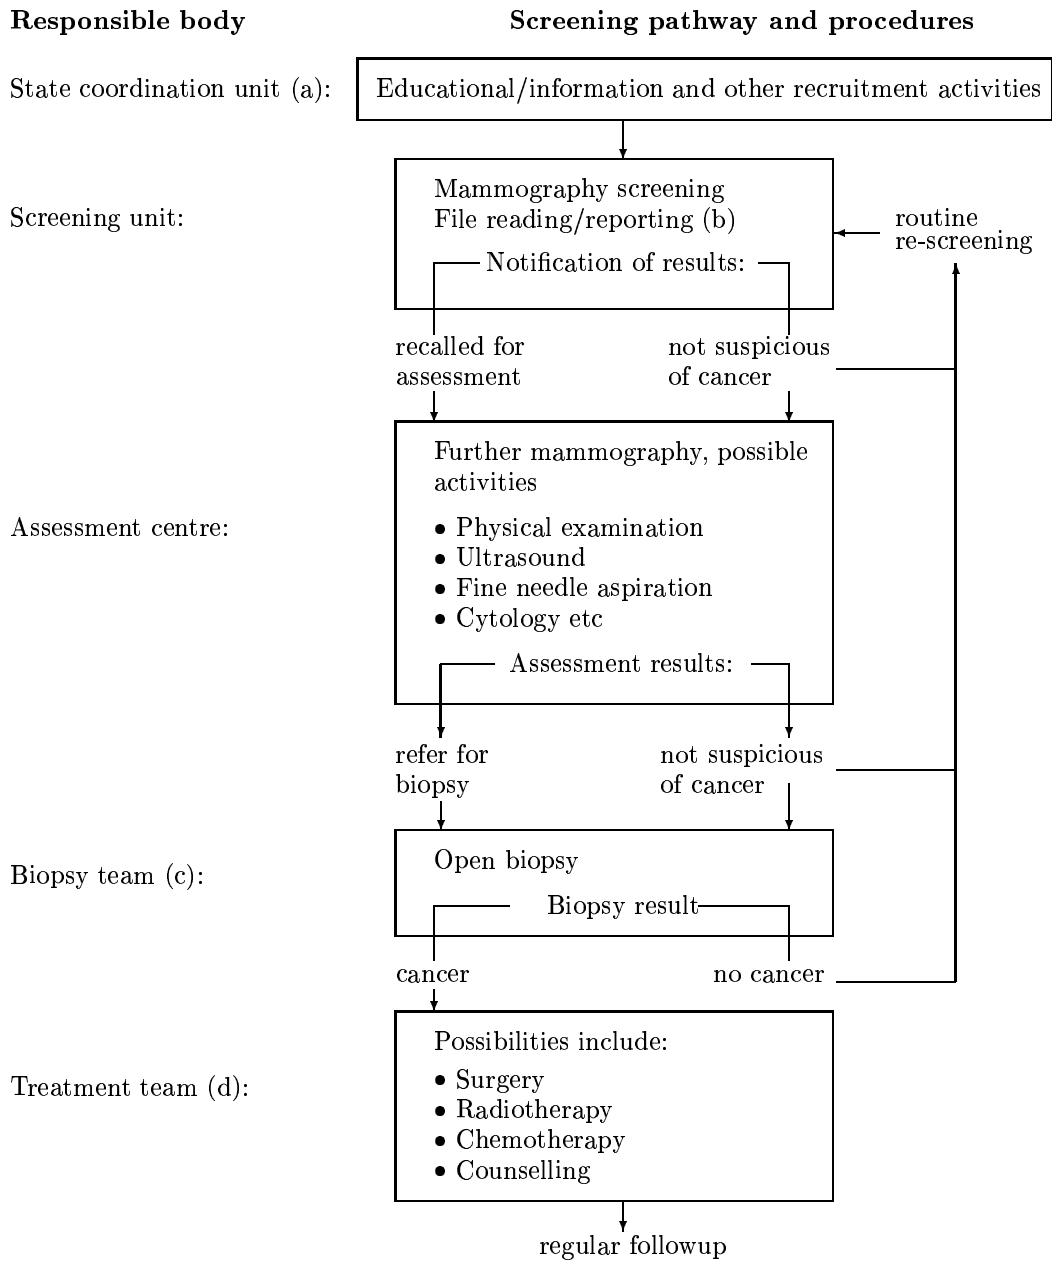 Responsible body
Screening pathway and procedures
State coordination unit (a):
Educational/information and other recruitment activities
Screening unit:
Mammography screening
File reading/reporting (b)
Notification of results:
routine
re-screening
recalled for
assessment
not suspicious
of cancer
Assessment centre:
Further mammography, possible
activities
• Physical examination
• Ultrasound
• Fine needle aspiration
• Cytology etc
Assessment results:
refer for
biopsy
not suspicious
of cancer
Biopsy team (c):
Open biopsy
Biopsy result
cancer
no cancer
Treatment team (d):
Possibilities include:
• Surgery
• Radiotherapy
• Chemotherapy
• Counselling
regular followup